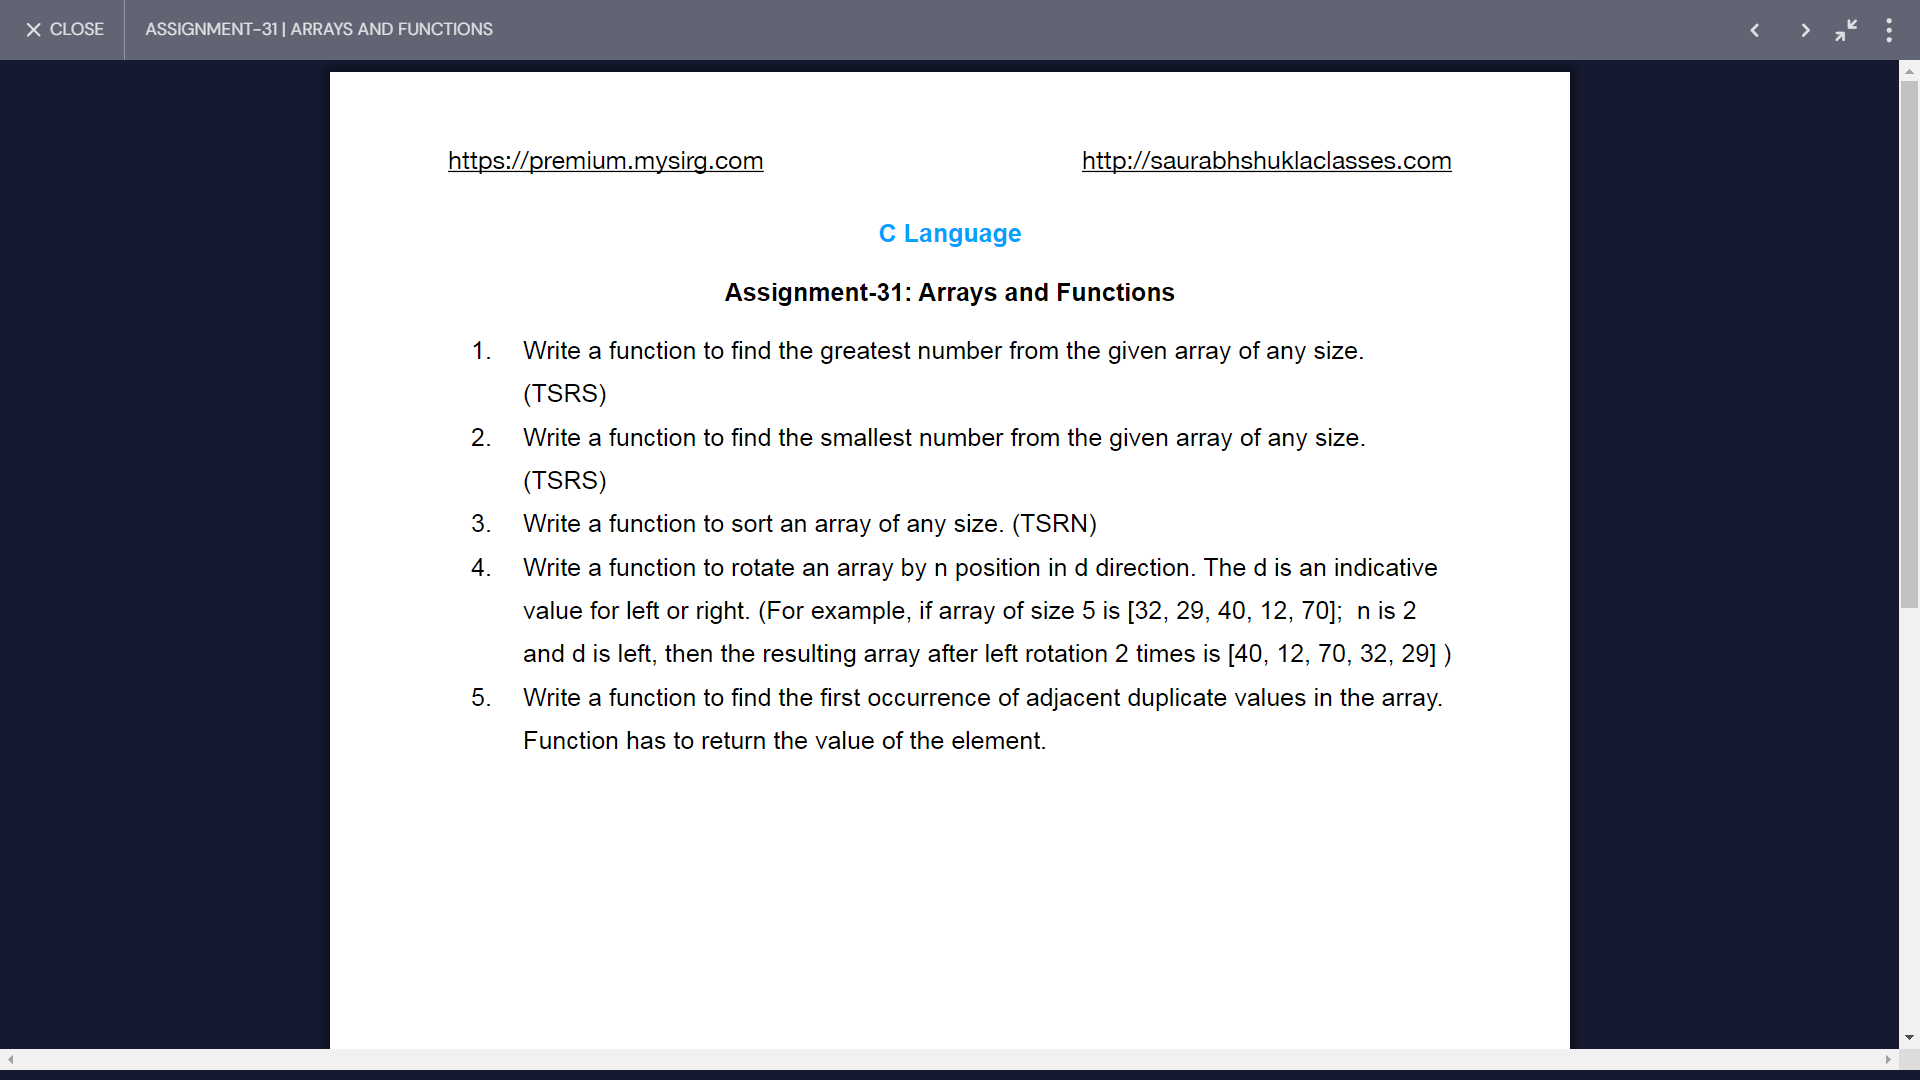 CLOSE ASSIGNMENT-31 | ARRAYS AND FUNCTIONS
https://premium.mysirg.com http://saurabhshuklaclasses.com
C Language
Assignment-31: Arrays and Functions
1. Write a function to find the greatest number from the given array of any size.
(TSRS)
2. Write a function to find the smallest number from the given array of any size.
(TSRS)
3. Write a function to sort an array of any size. (TSRN)
4. Write a function to rotate an array by n position in d direction. The d is an indicative
value for left or right. (For example, if array of size 5 is [32, 29, 40, 12, 70]; n is 2
and d is left, then the resulting array after left rotation 2 times is [40, 12, 70, 32, 29] )
5. Write a function to find the first occurrence of adjacent duplicate values in the array.
Function has to return the value of the element.